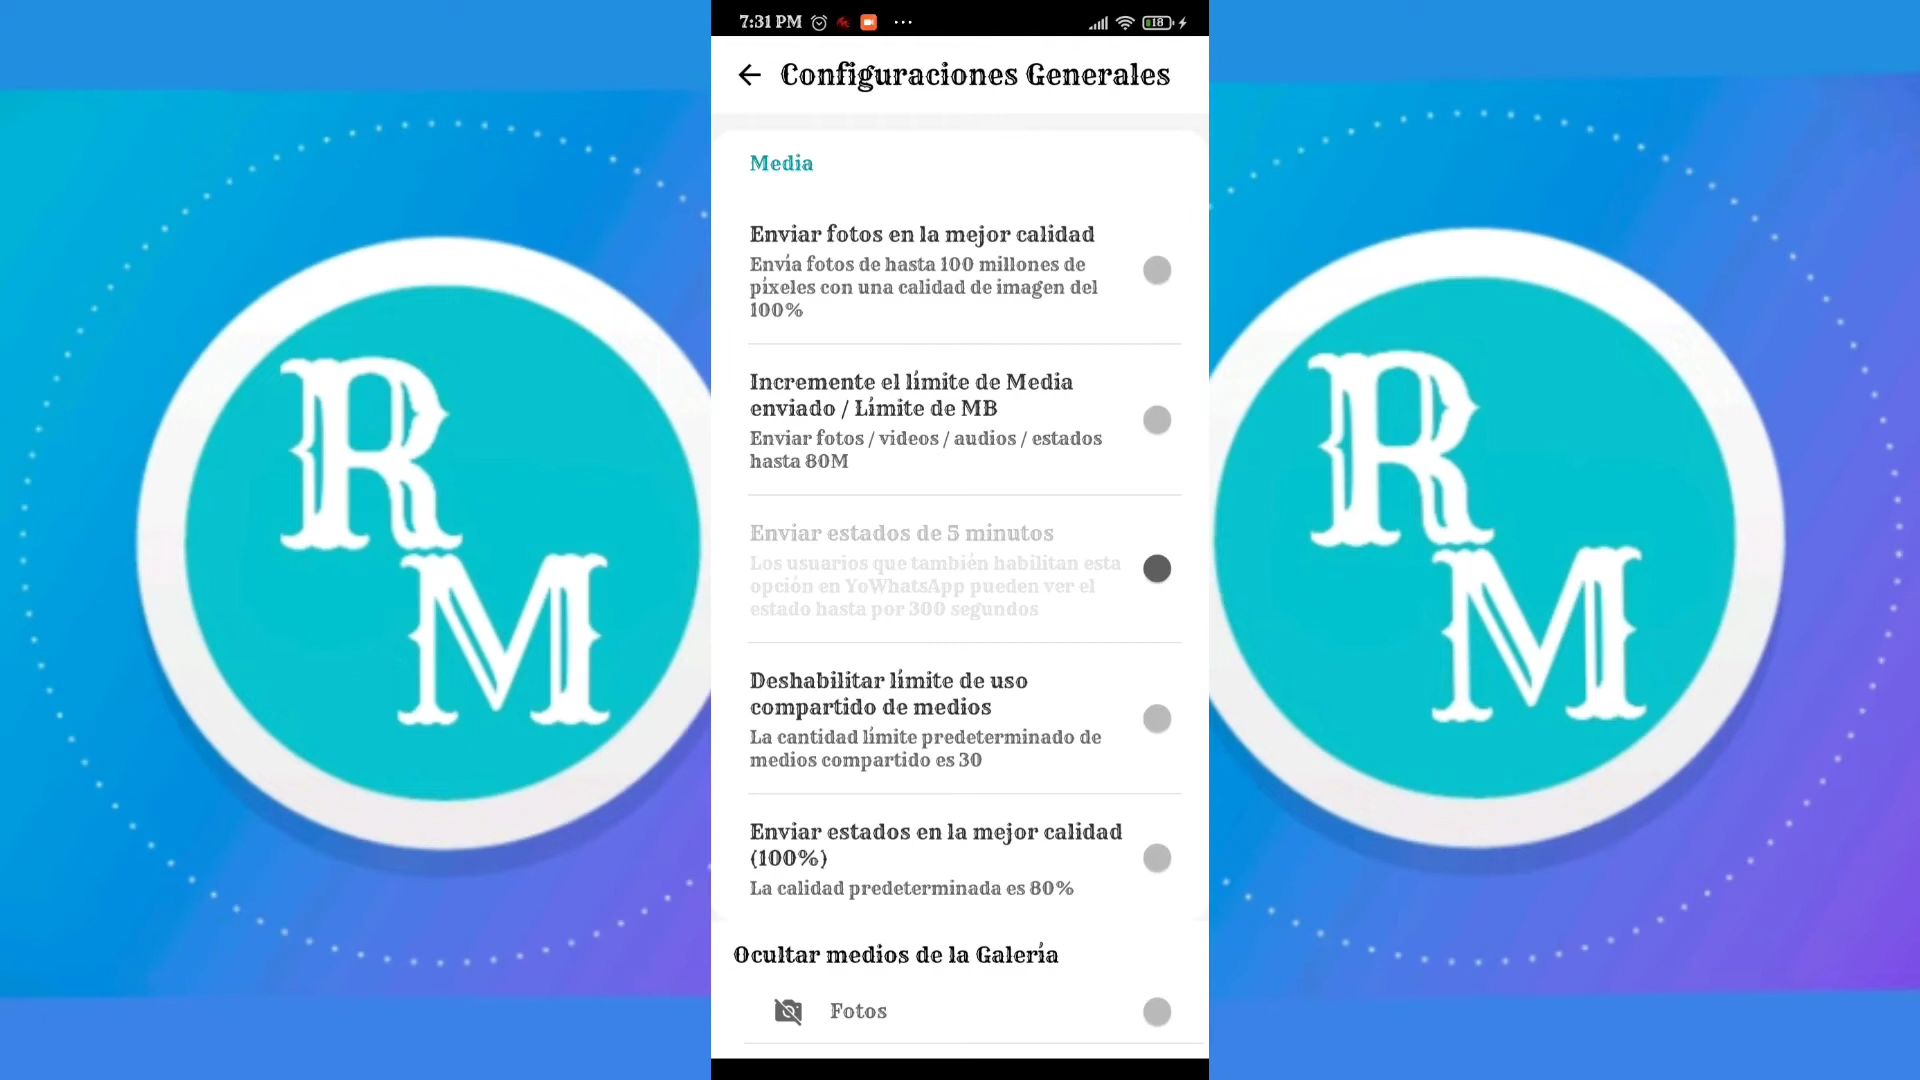 7:31 PM
18
Configuraciones Generales
Media
Enviar fotos en la mejor calidad
Envía fotos de hasta 100 millones de
píxeles con una calidad de imagen del
100%
Incremente el límite de Media
enviado / Límite de MB
Enviar fotos / videos / audios / estados
hasta 80M
Enviar estados de 5 minutos
Los usuarios que también habilitan esta
opción en YoWhatsApp pueden ver el
estado hasta por 300 segundos
Deshabilitar límite de uso
compartido de medios
La cantidad límite predeterminado de
medios compartido es 30
Enviar estados en la mejor calidad
(100%)
La calidad predeterminada es 80%
Ocultar medios de la Galería
Fotos
R
M
R
M